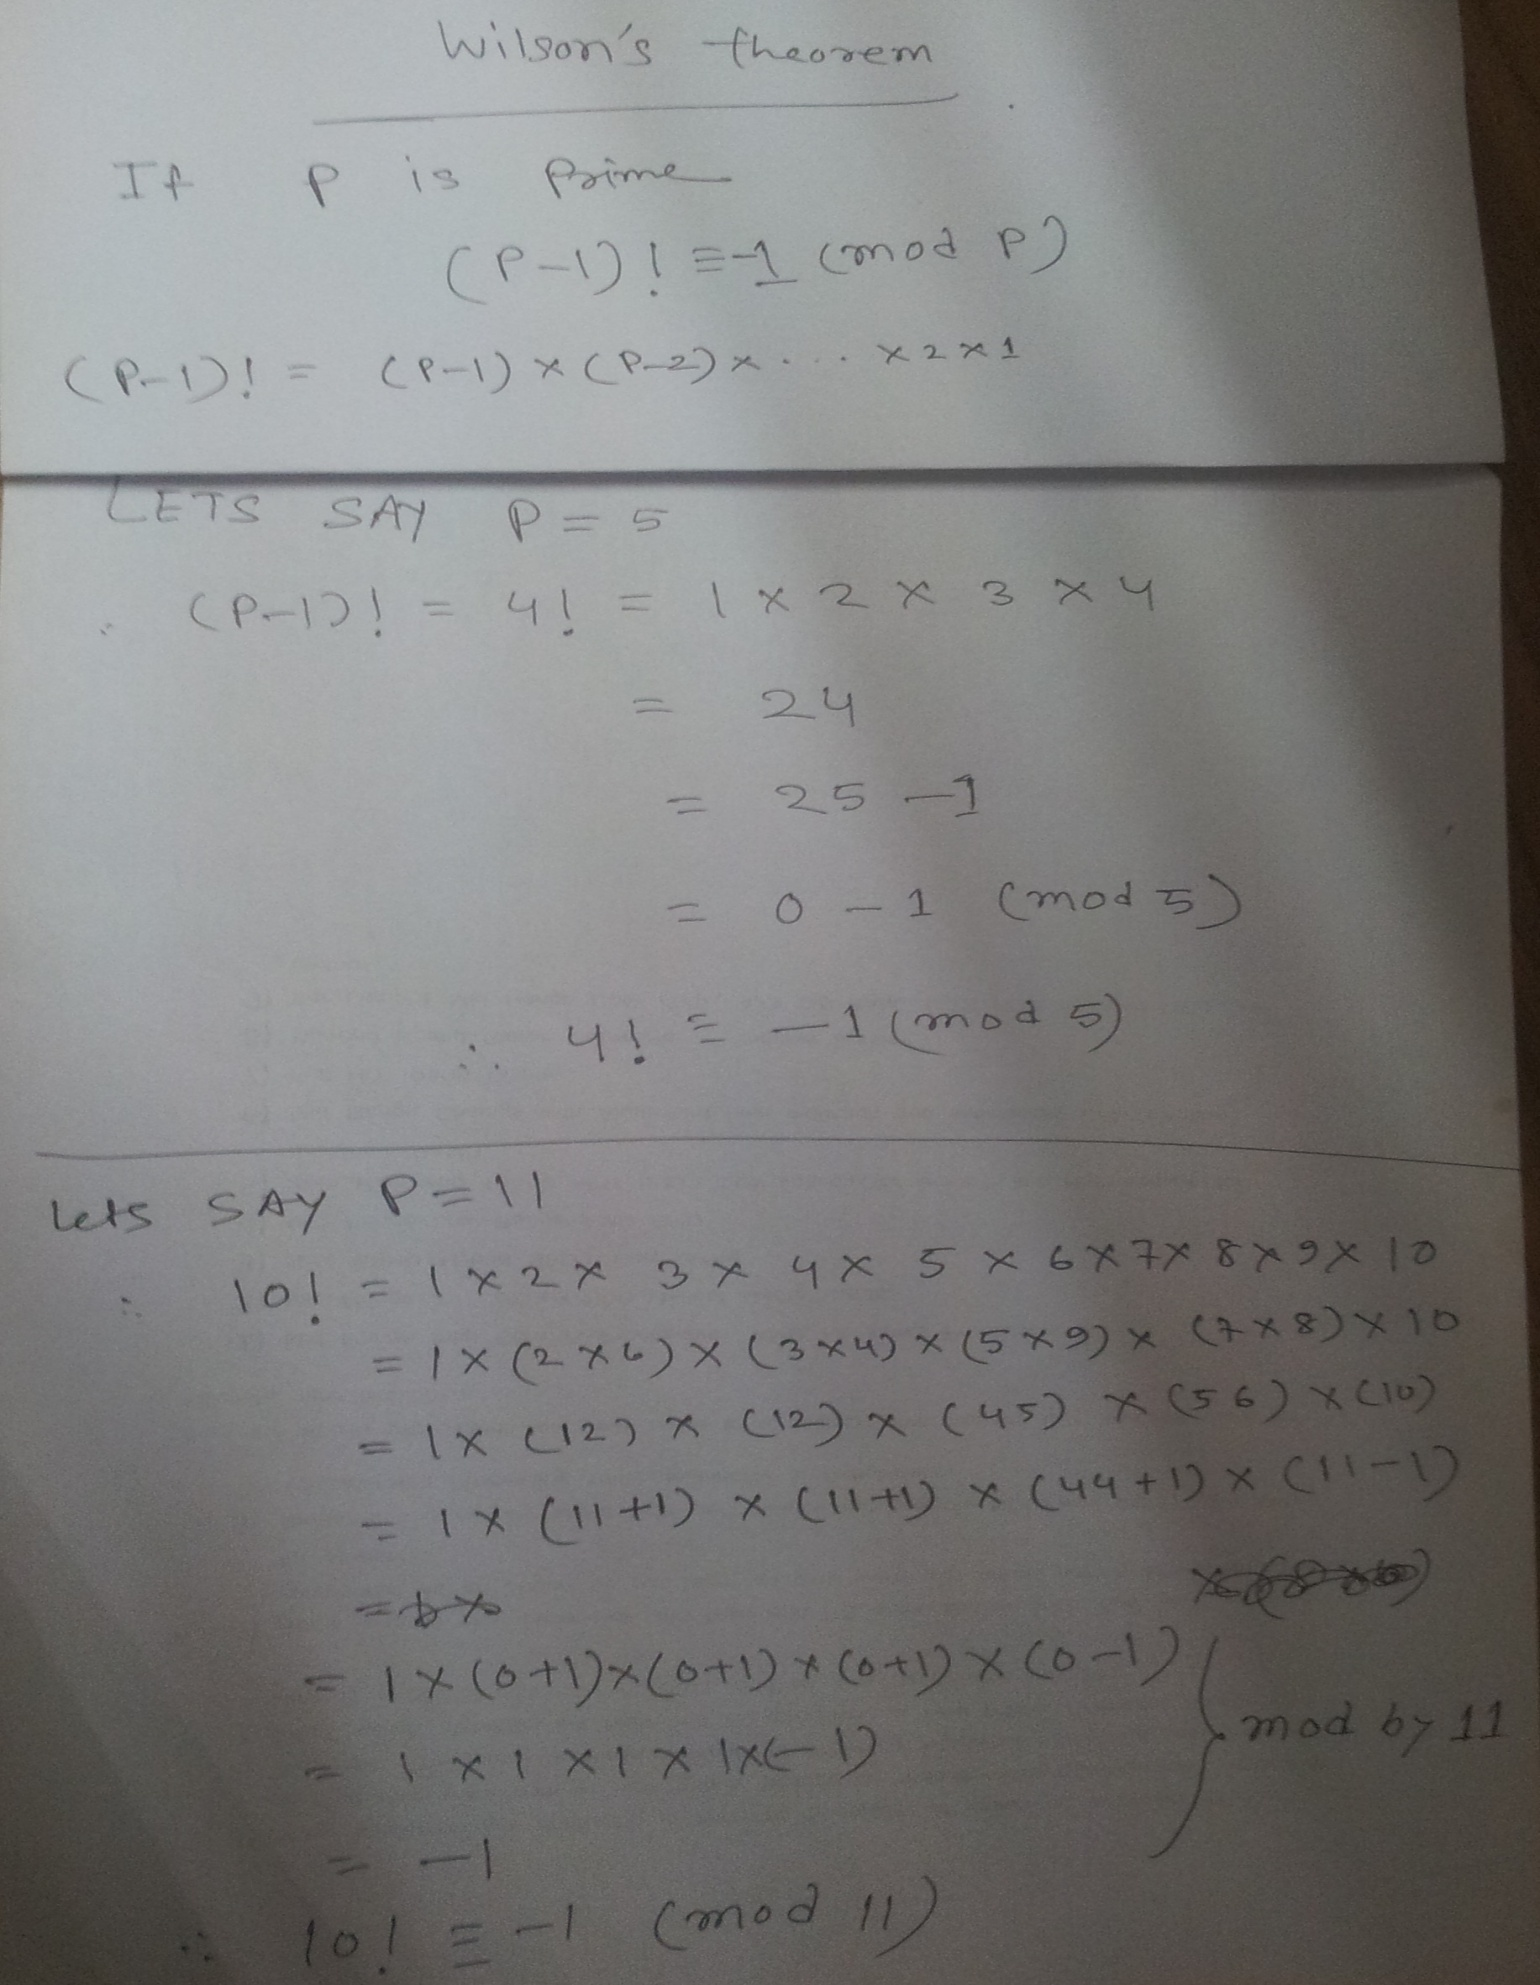 Wilson's theorem
If P is Prime
(P-1)! ≡ -1 (mod P)
(P-1)! = (P-1) × (P-2) × . . . × 2 × 1
LETS SAY P = 5
(P-1)! = 4! = 1 × 2 × 3 × 4
= 24
= 25 - 1
= 0 - 1 (mod 5)
∴ 4! ≡ -1 (mod 5)
Lets SAY P = 11
∴ 10! = 1 × 2 × 3 × 4 × 5 × 6 × 7 × 8 × 9 × 10
= 1 × (2 × 6) × (3 × 4) × (5 × 9) × (7 × 8) × 10
= 1 × (12) × (12) × (45) × (56) × (10)
= 1 × (11+1) × (11+1) × (44+1) × (11-1)
= 1 × (0+1) × (0+1) × (0+1) × (0-1)
= 1 × 1 × 1 × 1×(-1)
mod by 11
= -1
∴ 10! ≡ -1 (mod 11)